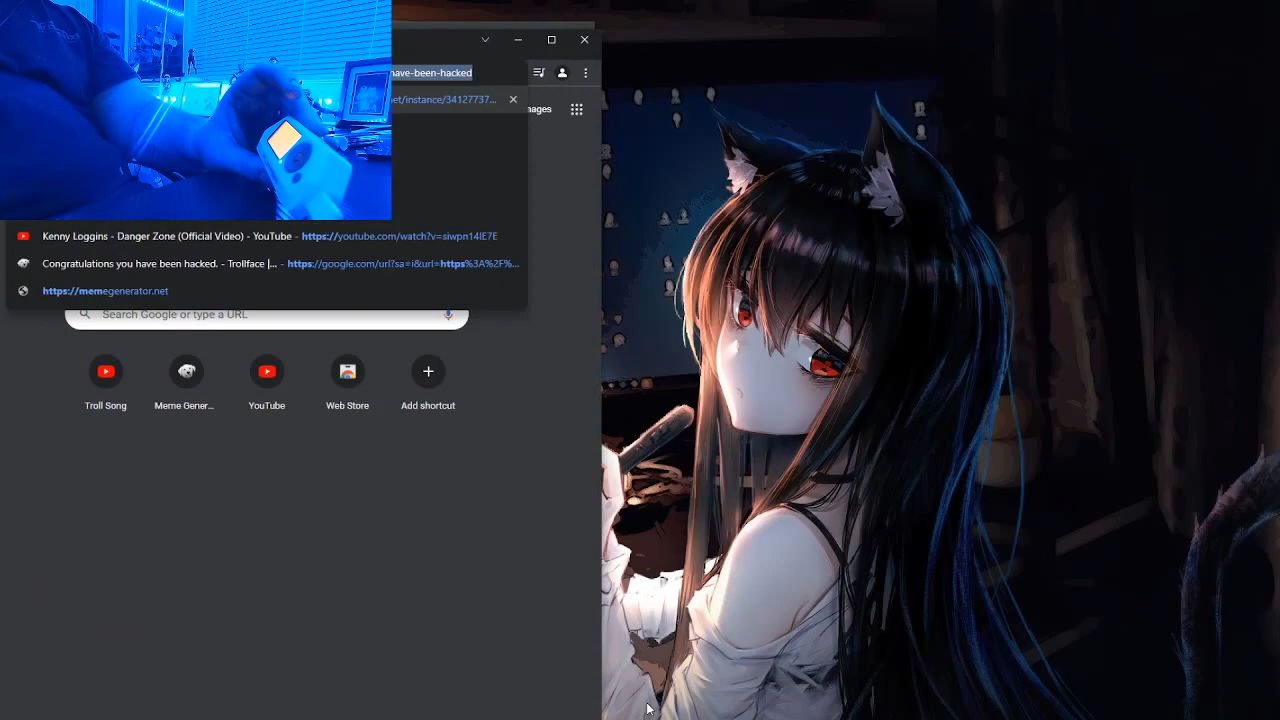 have-been-hacked
et/instance/34127737...
mages
Kenny Loggins - Danger Zone (Official Video) - YouTube - https://youtube.com/watch?v=siwpn14IE7E
Congratulations you have been hacked. - Trollface |... - https://google.com/url?sa=i&url=https%3A%2F%...
https://memegenerator.net
Search Google or type a URL
Troll Song
Meme Gener...
YouTube
Web Store
Add shortcut